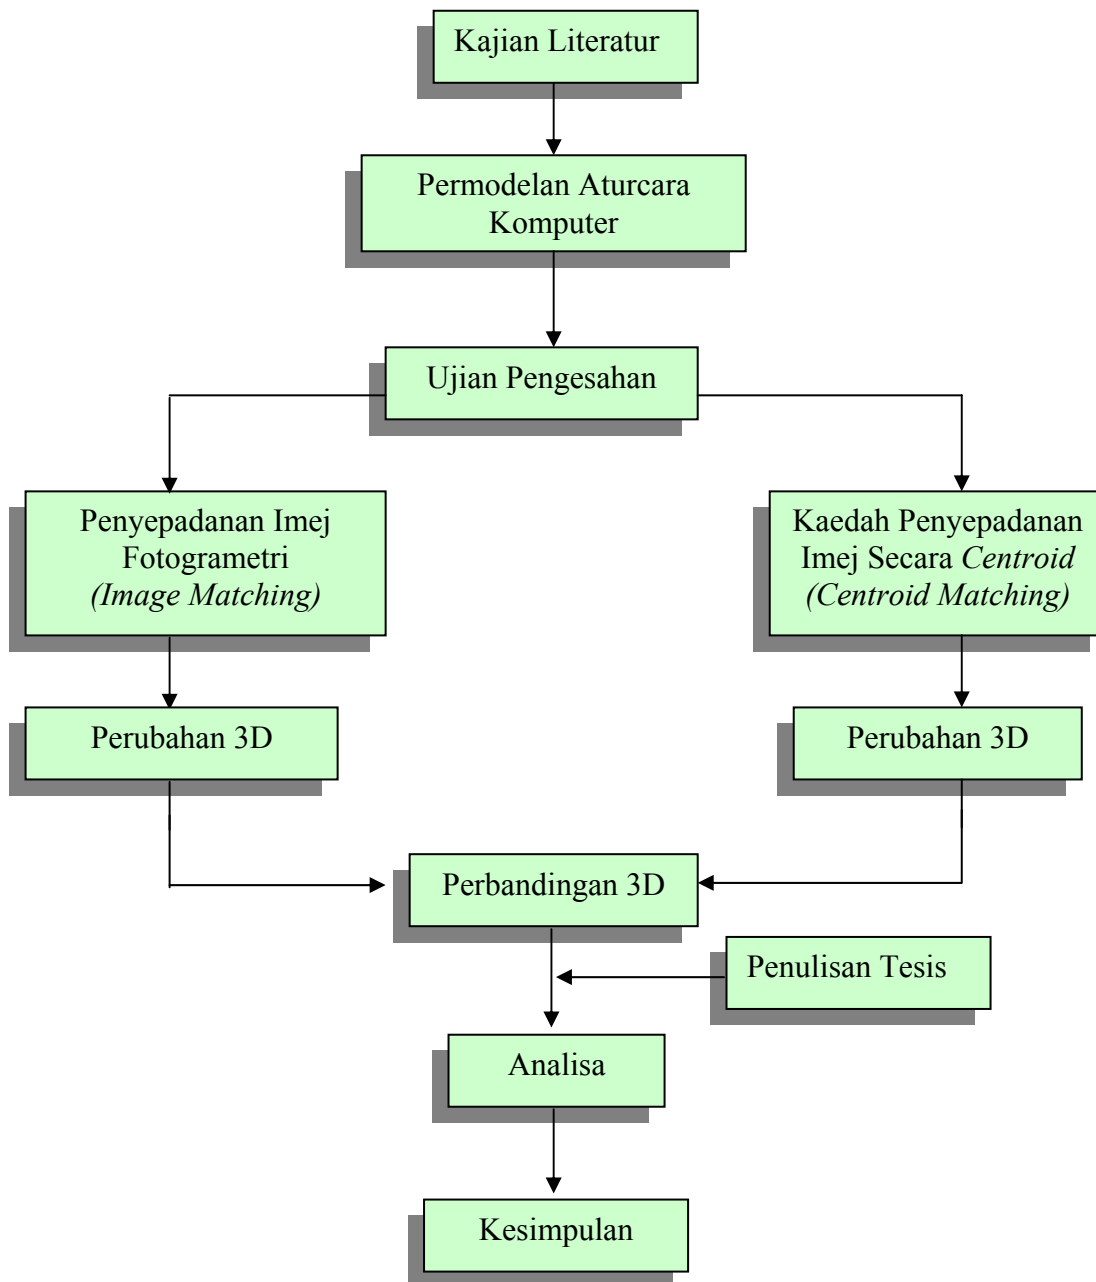 Kajian Literatur
Permodelan Aturcara
Komputer
Ujian Pengesahan
Penyepadanan Imej
Fotogrametri
(Image Matching)
Kaedah Penyepadanan
Imej Secara Centroid
(Centroid Matching)
Perubahan 3D
Perubahan 3D
Perbandingan 3D
Penulisan Tesis
Analisa
Kesimpulan